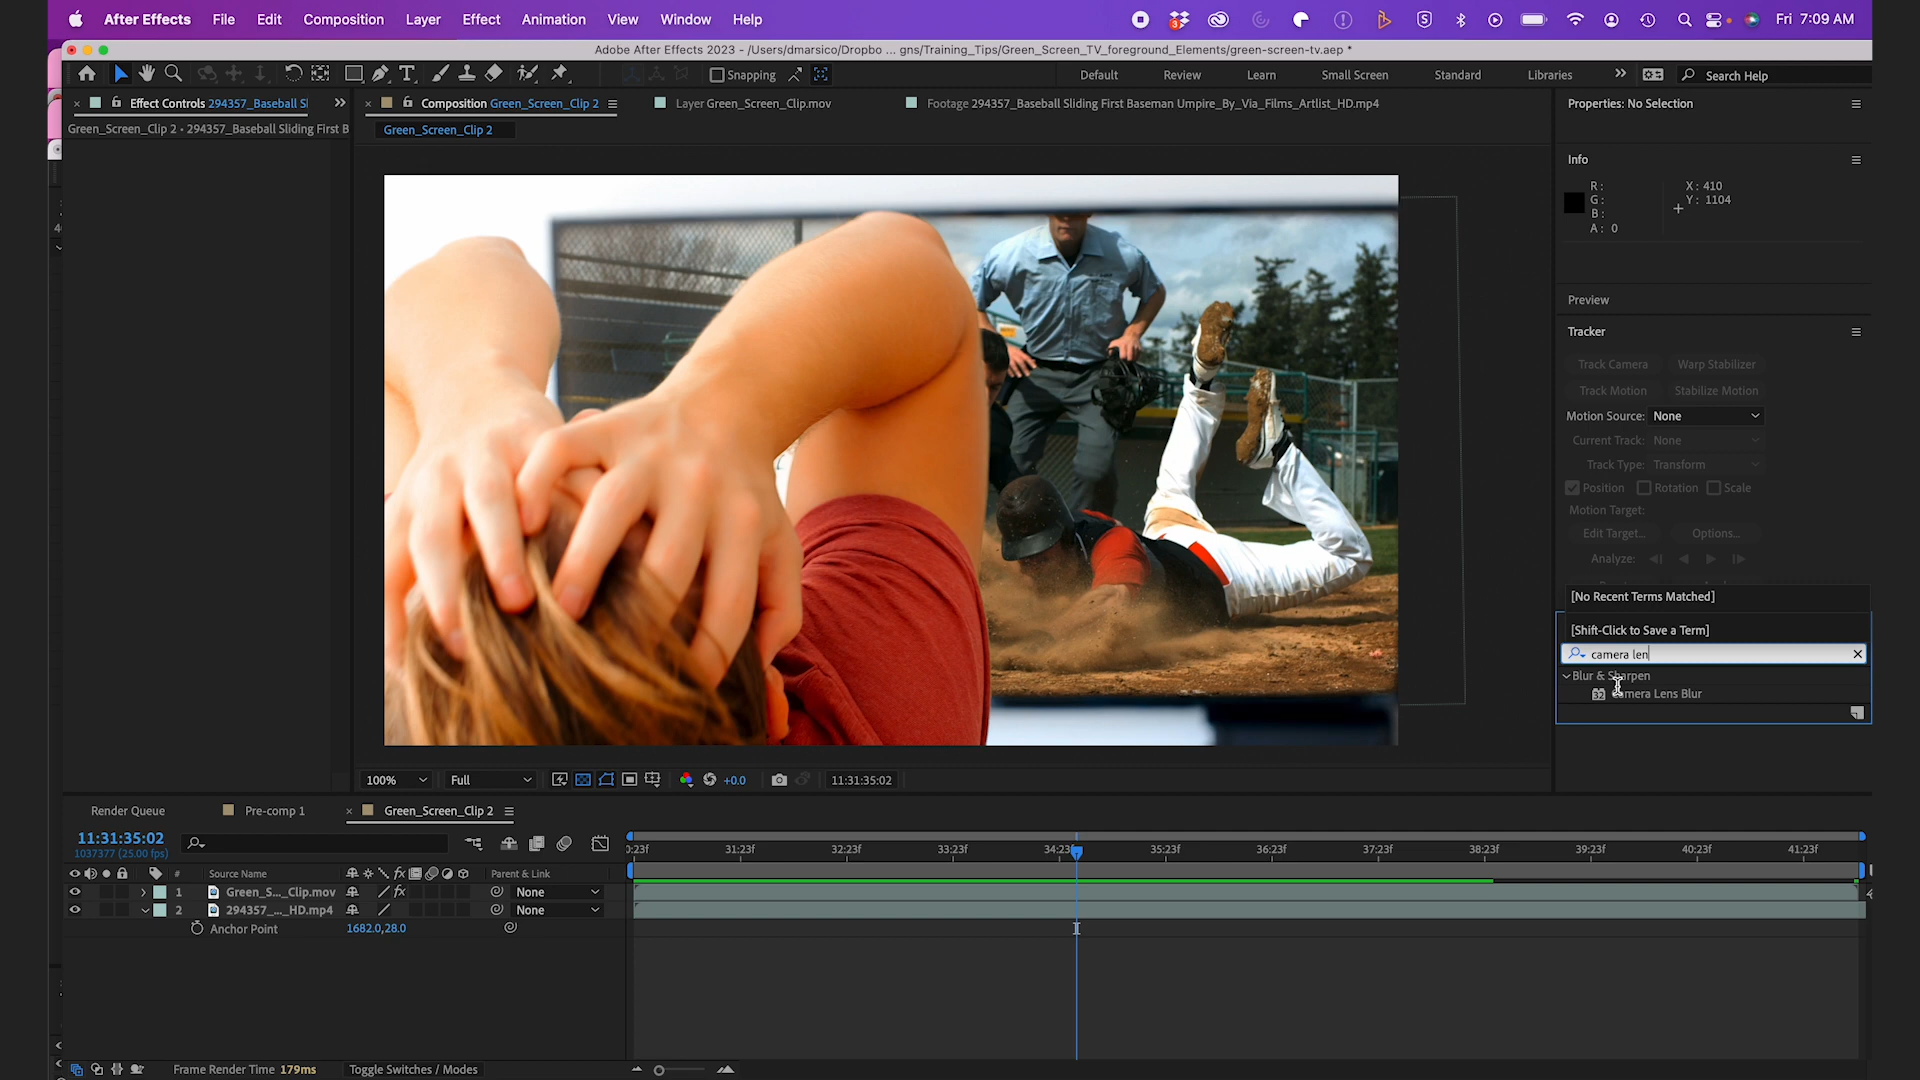 After Effects File Edit Composition Layer Effect Animation View Window Help
3
Fri 7:09 AM
Adobe After Effects 2023 - /Users/dmarsico/Dropbo ... gns/Training_Tips/Green_Screen_TV_foreground_Elements/green-screen-tv.aep *
Snapping
Default Review Learn Small Screen Standard Libraries
Search Help
Effect Controls 294357_Baseball Sl
Composition Green_Screen_Clip 2
Layer Green_Screen_Clip.mov
Footage 294357_Baseball Sliding First Baseman Umpire_By_Via_Films_Artlist_HD.mp4
Properties: No Selection
Green_Screen_Clip 2 • 294357_Baseball Sliding First B
Green_Screen_Clip 2
Info
R:
G:
B:
A: 0
X: 410
Y: 1104
Preview
Tracker
Track Camera Warp Stabilizer
Track Motion Stabilize Motion
Motion Source: None
Current Track: None
Track Type: Transform
Position Rotation Scale
Motion Target:
Edit Target... Options...
Analyze:
[No Recent Terms Matched]
[Shift-Click to Save a Term]
camera len
Blur & Sharpen
32 Camera Lens Blur
100% Full +0.0 11:31:35:02
Render Queue Pre-comp 1 Green_Screen_Clip 2
11:31:35:02
1037377 (25.00 fps)
0:23f 31:23f 32:23f 33:23f 34:23f 35:23f 36:23f 37:23f 38:23f 39:23f 40:23f 41:23f
# Source Name fx Parent & Link
1 Green_S..._Clip.mov fx None
2 294357_..._HD.mp4 None
Anchor Point 1682.0,28.0
Frame Render Time 179ms Toggle Switches / Modes